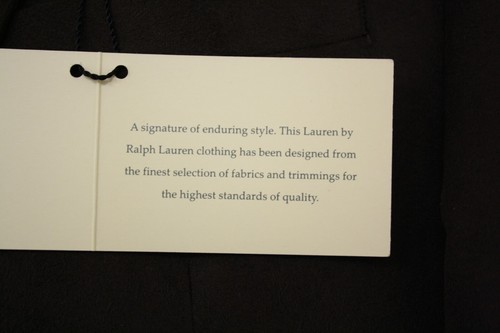 A signature of enduring style. This Lauren by
Ralph Lauren clothing has been designed from
the finest selection of fabrics and trimmings for
the highest standards of quality.